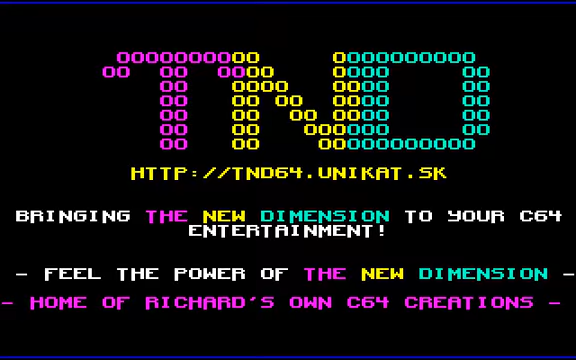 TND
HTTP://TND64.UNIKAT.SK
BRINGING THE NEW DIMENSION TO YOUR C64
ENTERTAINMENT!
- FEEL THE POWER OF THE NEW DIMENSION -
- HOME OF RICHARD'S OWN C64 CREATIONS -